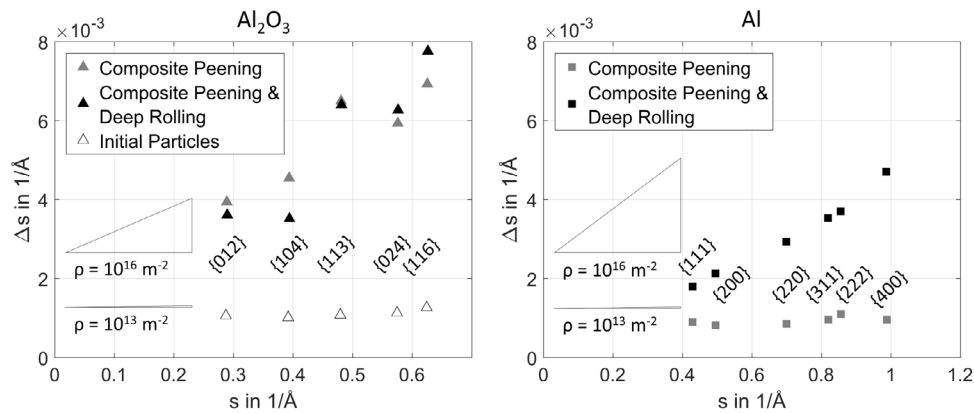 Al₂O₃
×10⁻³
8
6
4
2
0
Δs in 1/Å
Composite Peening
Composite Peening &
Deep Rolling
Initial Particles
{012}
{104}
{113}
{024}
{116}
ρ = 10¹⁶ m⁻²
ρ = 10¹³ m⁻²
0 0.1 0.2 0.3 0.4 0.5 0.6
s in 1/Å
Al
×10⁻³
8
6
4
2
0
Δs in 1/Å
Composite Peening
Composite Peening &
Deep Rolling
{111}
{200}
{220}
{311}
{222}
{400}
ρ = 10¹⁶ m⁻²
ρ = 10¹³ m⁻²
0 0.2 0.4 0.6 0.8 1 1.2
s in 1/Å